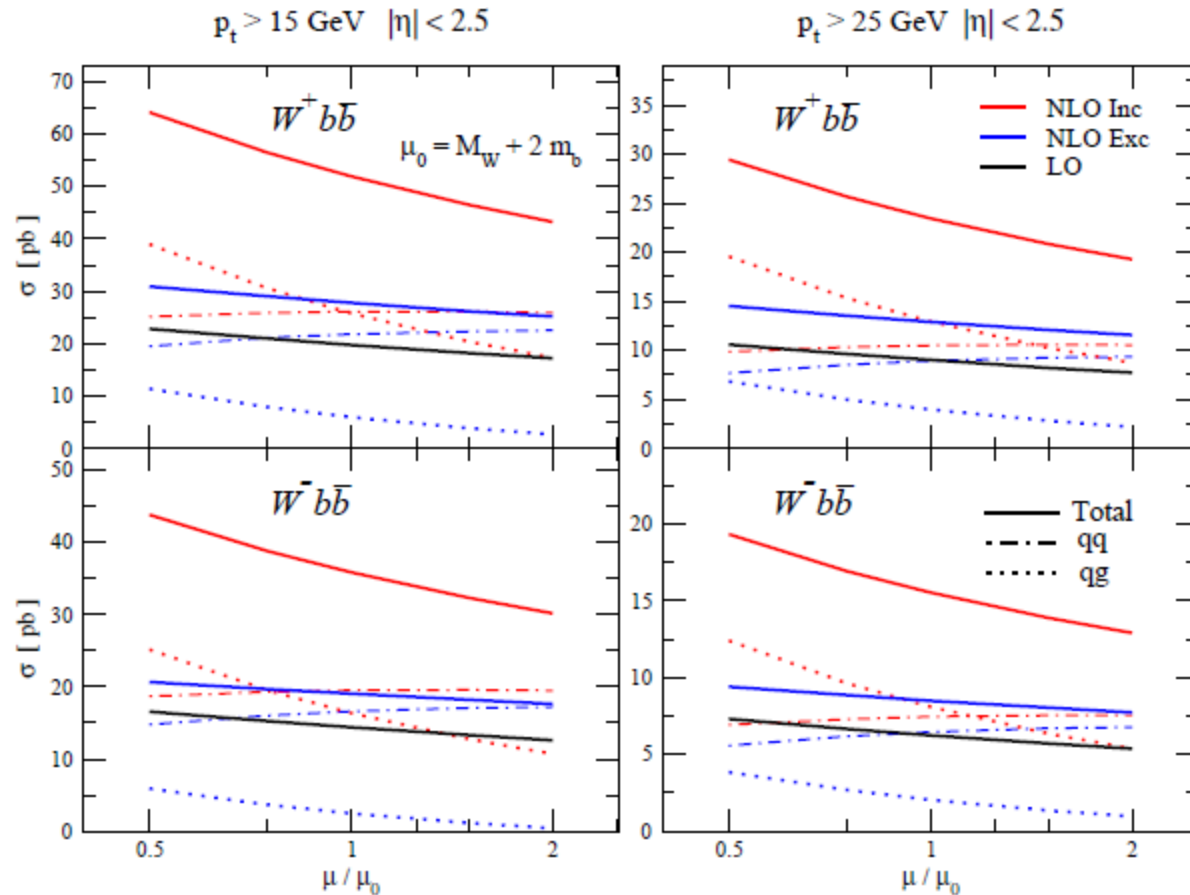 p_t > 15 GeV |η| < 2.5
p_t > 25 GeV |η| < 2.5
σ [ pb ]
70
60
50
40
30
20
10
0
W⁺bb̄
μ₀ = M_W + 2 m_b
35
30
25
20
15
10
5
0
W⁺bb̄
NLO Inc
NLO Exc
LO
σ [ pb ]
50
40
30
20
10
0
W⁻bb̄
20
15
10
5
0
W⁻bb̄
Total
qq
qg
0.5 1 2
μ / μ₀
0.5 1 2
μ / μ₀